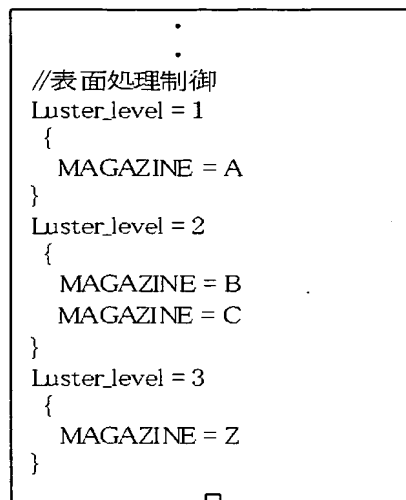 ・
・
//表面処理制御
Luster_level = 1
{
MAGAZINE = A
}
Luster_level = 2
{
MAGAZINE = B
MAGAZINE = C
}
Luster_level = 3
{
MAGAZINE = Z
}